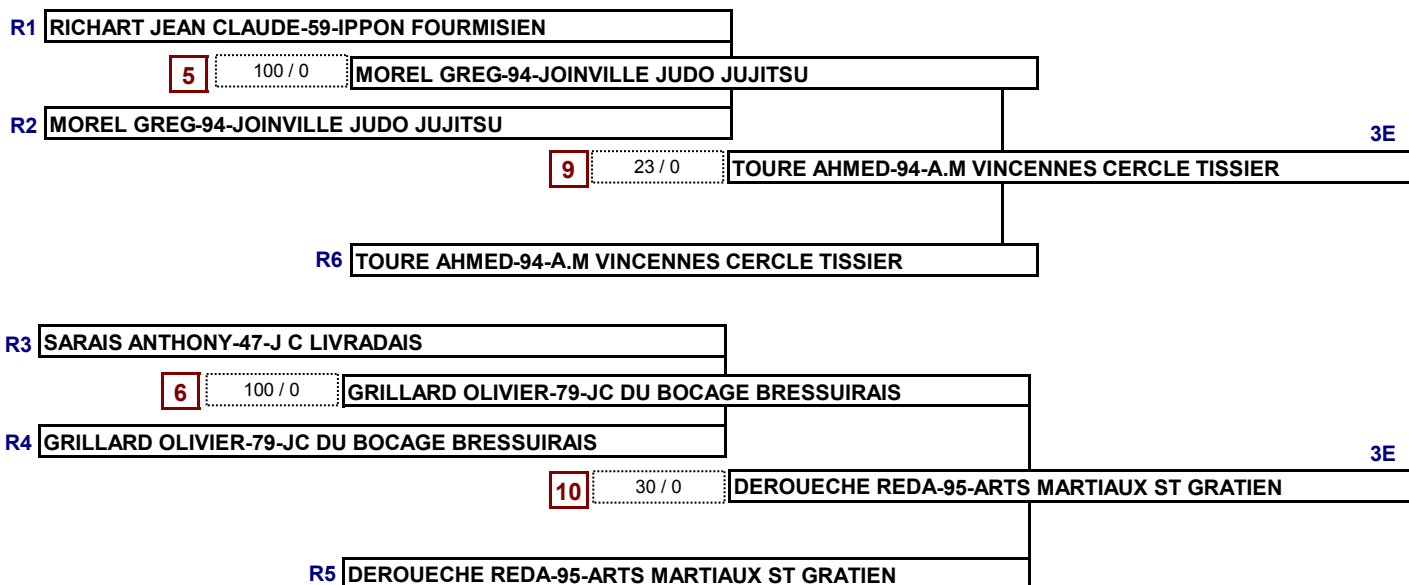 R1 RICHART JEAN CLAUDE-59-IPPON FOURMISIEN
5 100 / 0 MOREL GREG-94-JOINVILLE JUDO JUJITSU
R2 MOREL GREG-94-JOINVILLE JUDO JUJITSU
3E
9 23 / 0 TOURE AHMED-94-A.M VINCENNES CERCLE TISSIER
R6 TOURE AHMED-94-A.M VINCENNES CERCLE TISSIER
R3 SARAIS ANTHONY-47-J C LIVRADAIS
6 100 / 0 GRILLARD OLIVIER-79-JC DU BOCAGE BRESSUIRAIS
R4 GRILLARD OLIVIER-79-JC DU BOCAGE BRESSUIRAIS
3E
10 30 / 0 DEROUECHE REDA-95-ARTS MARTIAUX ST GRATIEN
R5 DEROUECHE REDA-95-ARTS MARTIAUX ST GRATIEN